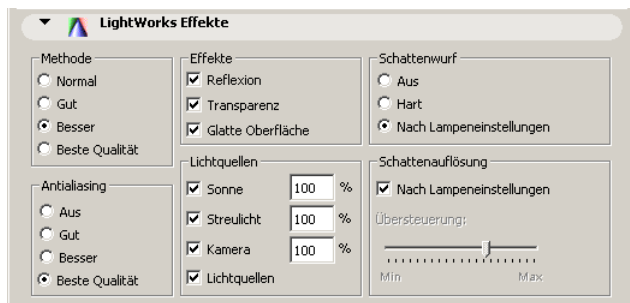 LightWorks Effekte
Methode
Normal
Gut
Besser
Beste Qualität
Antialiasing
Aus
Gut
Besser
Beste Qualität
Effekte
Reflexion
Transparenz
Glatte Oberfläche
Lichtquellen
Sonne 100 %
Streulicht 100 %
Kamera 100 %
Lichtquellen
Schattenwurf
Aus
Hart
Nach Lampeneinstellungen
Schattenauflösung
Nach Lampeneinstellungen
Übersteuerung:
Min Max